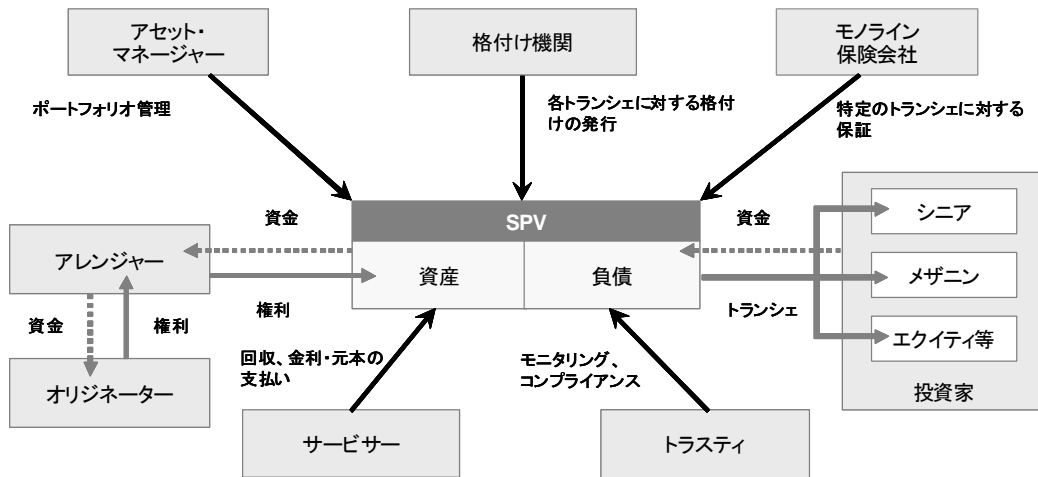 アセット・
マネージャー
格付け機関
モノライン
保険会社
ポートフォリオ管理
各トランシェに対する格付
けの発行
特定のトランシェに対する
保証
資金
SPV
資金
シニア
アレンジャー
資産
負債
メザニン
権利
トランシェ
資金
権利
エクイティ等
回収、金利・元本の
支払い
モニタリング、
コンプライアンス
オリジネーター
投資家
サービサー
トラスティ